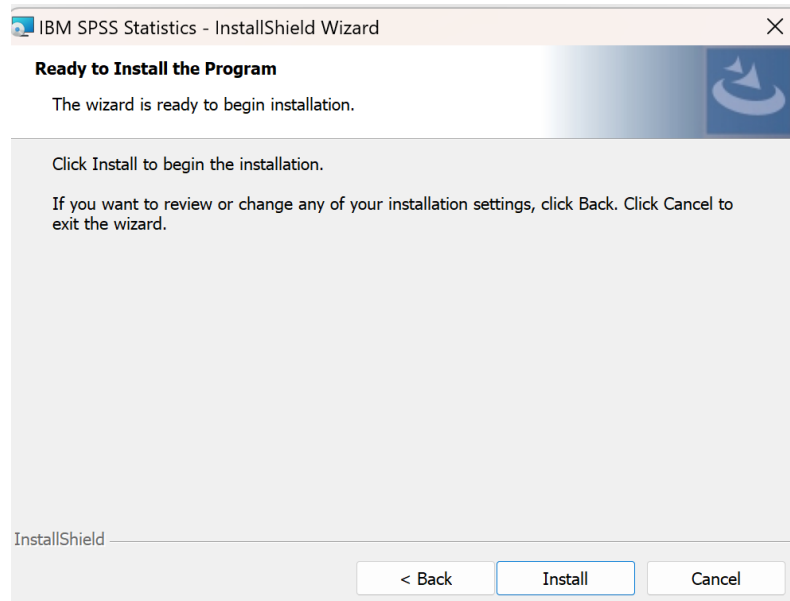 IBM SPSS Statistics - InstallShield Wizard
Ready to Install the Program
The wizard is ready to begin installation.
Click Install to begin the installation.
If you want to review or change any of your installation settings, click Back. Click Cancel to
exit the wizard.
InstallShield
< Back
Install
Cancel